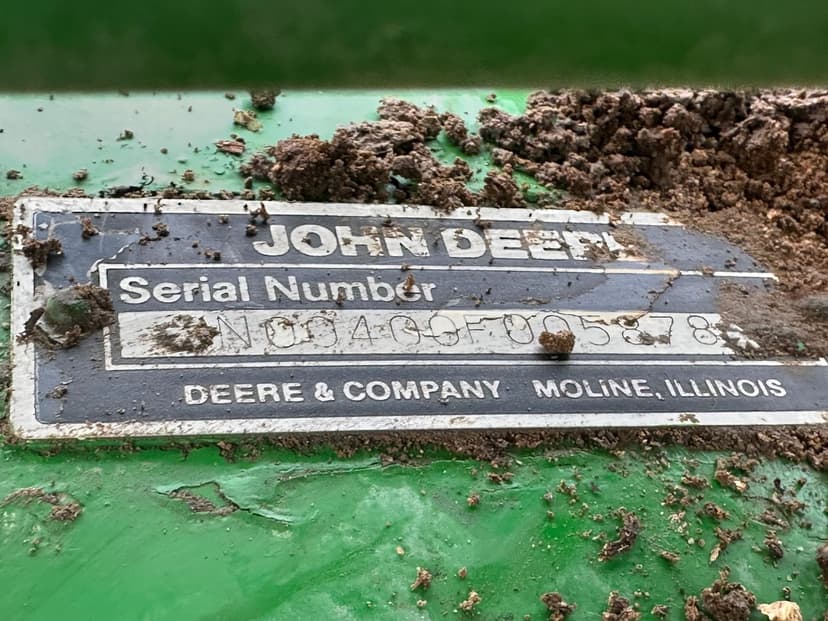 JOHN DEERE
Serial Number
DEERE & COMPANY MOLINE, ILLINOIS